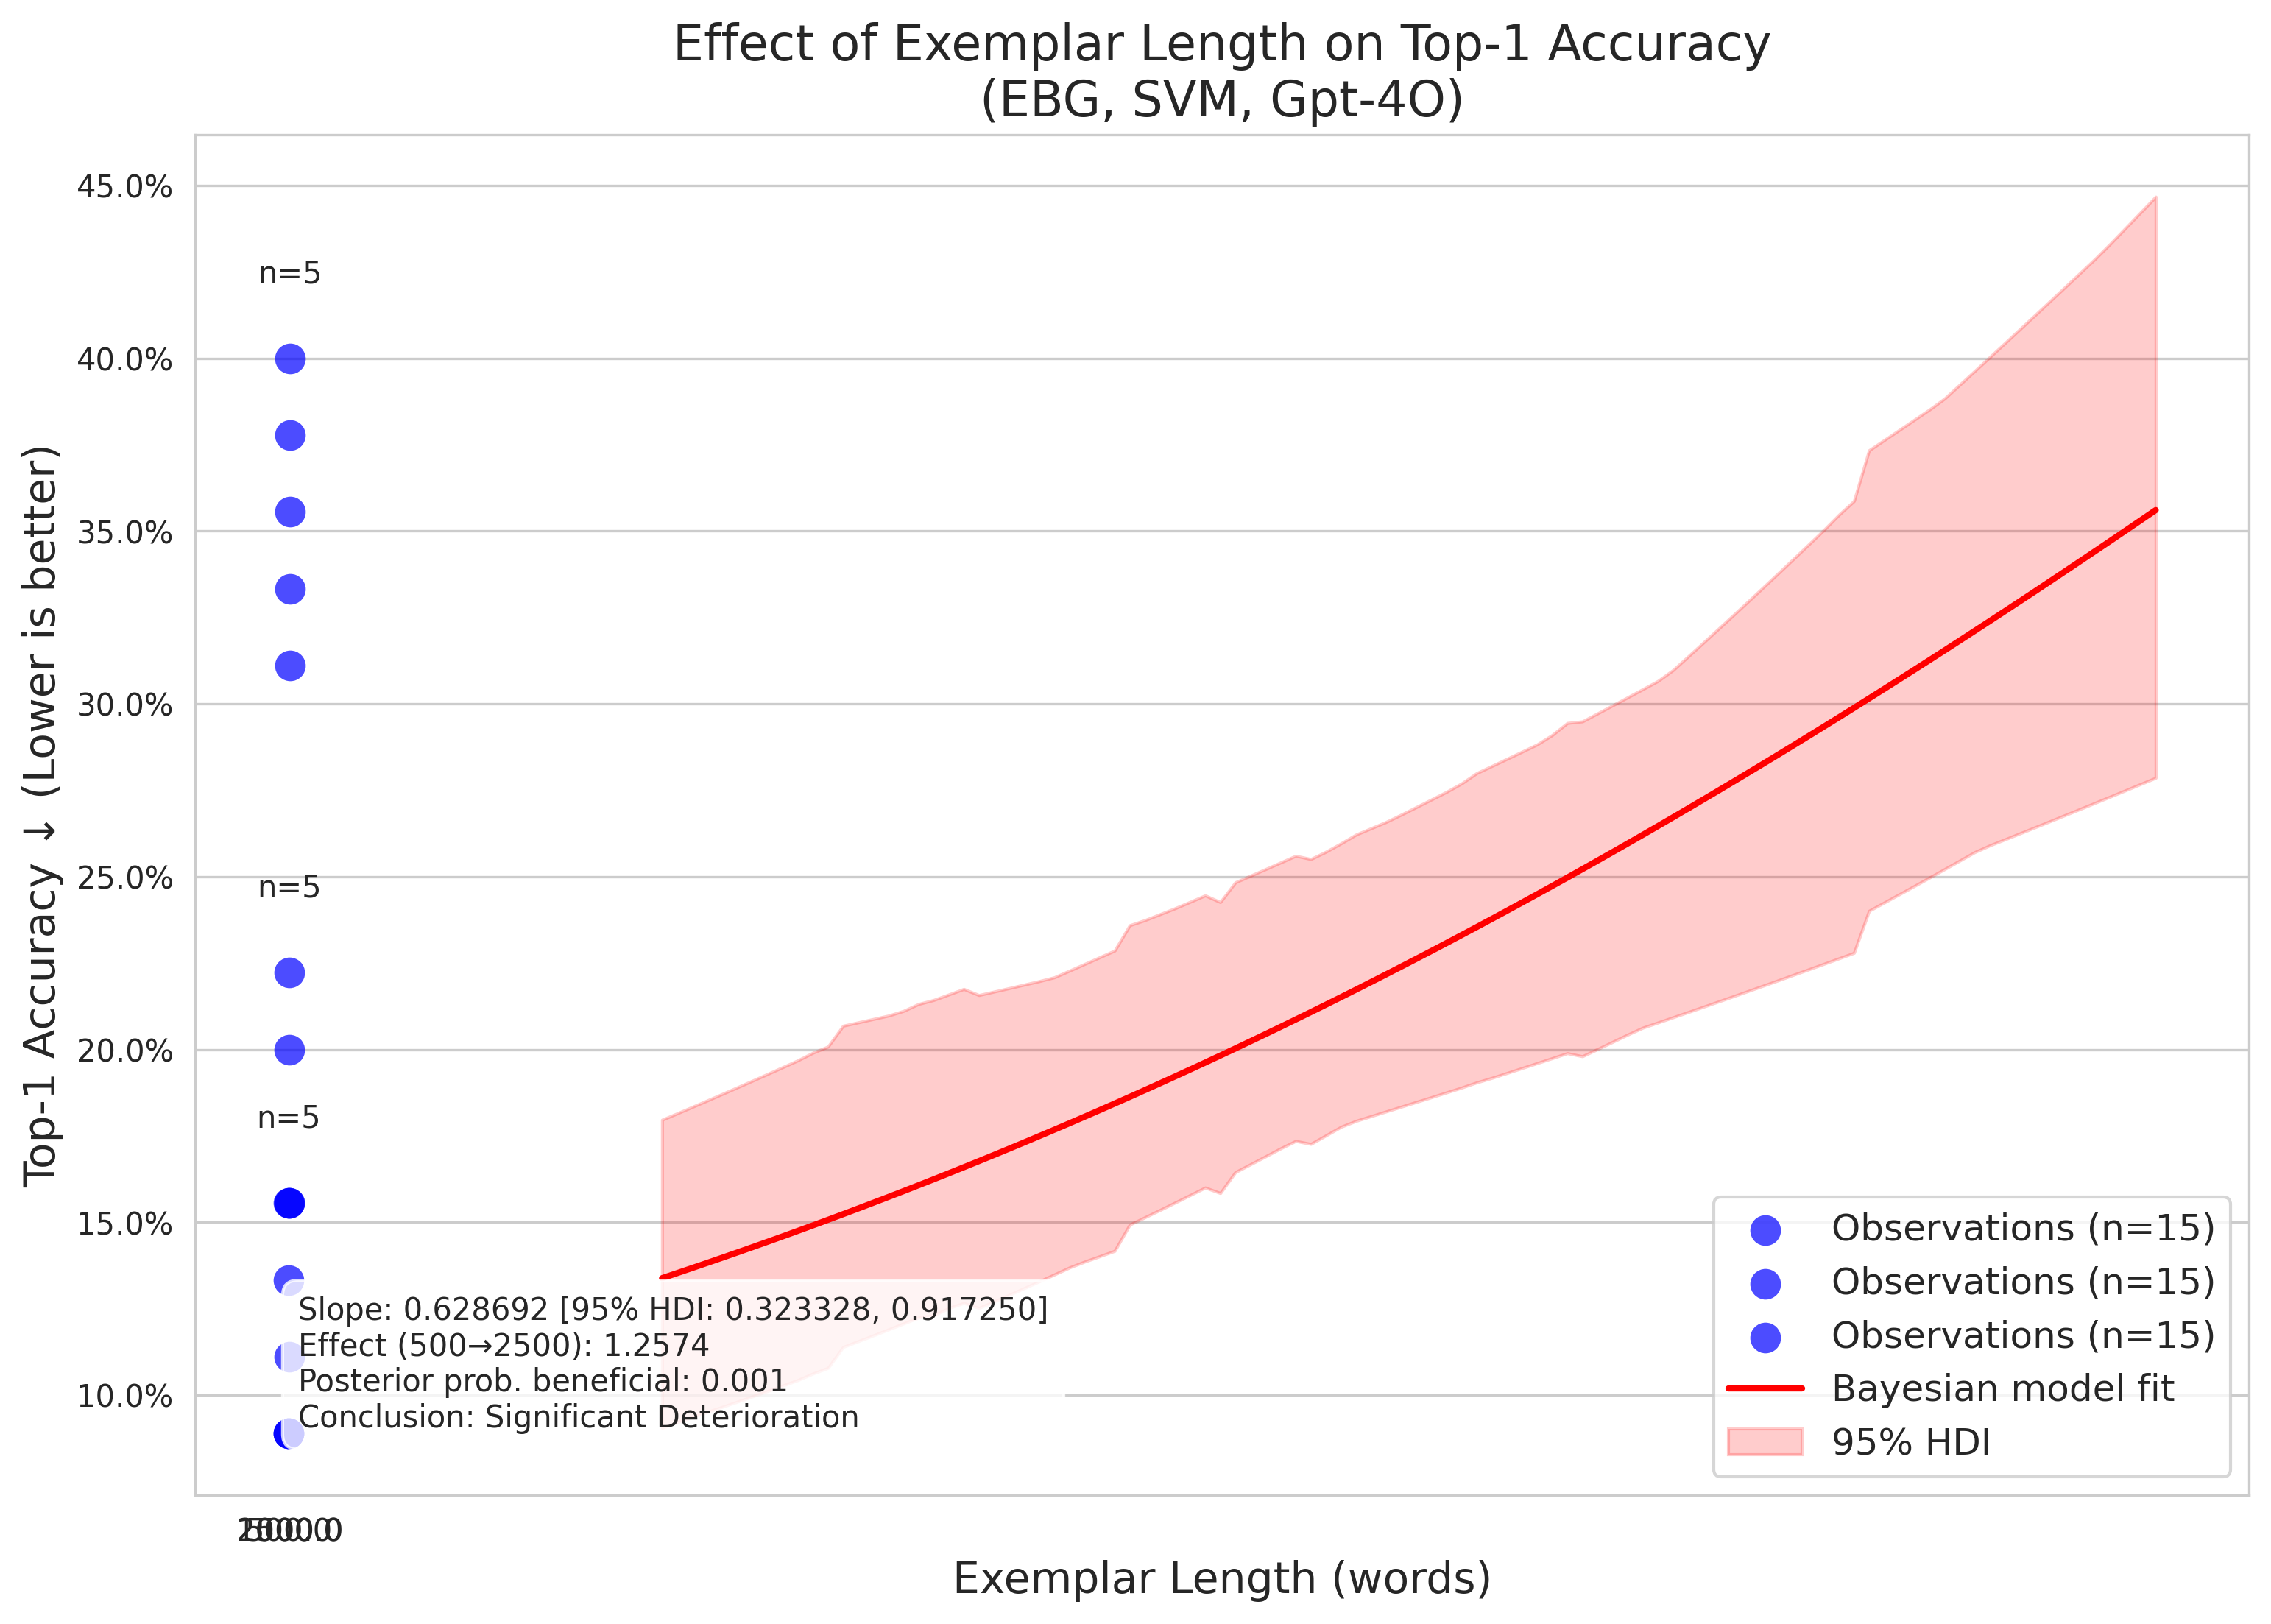 Effect of Exemplar Length on Top-1 Accuracy
(EBG, SVM, Gpt-4O)
Top-1 Accuracy ↓ (Lower is better)
45.0%
40.0%
35.0%
30.0%
25.0%
20.0%
15.0%
10.0%
n=5
n=5
n=5
Slope: 0.628692 [95% HDI: 0.323328, 0.917250]
Effect (500→2500): 1.2574
Posterior prob. beneficial: 0.001
Conclusion: Significant Deterioration
Observations (n=15)
Observations (n=15)
Observations (n=15)
Bayesian model fit
95% HDI
Exemplar Length (words)